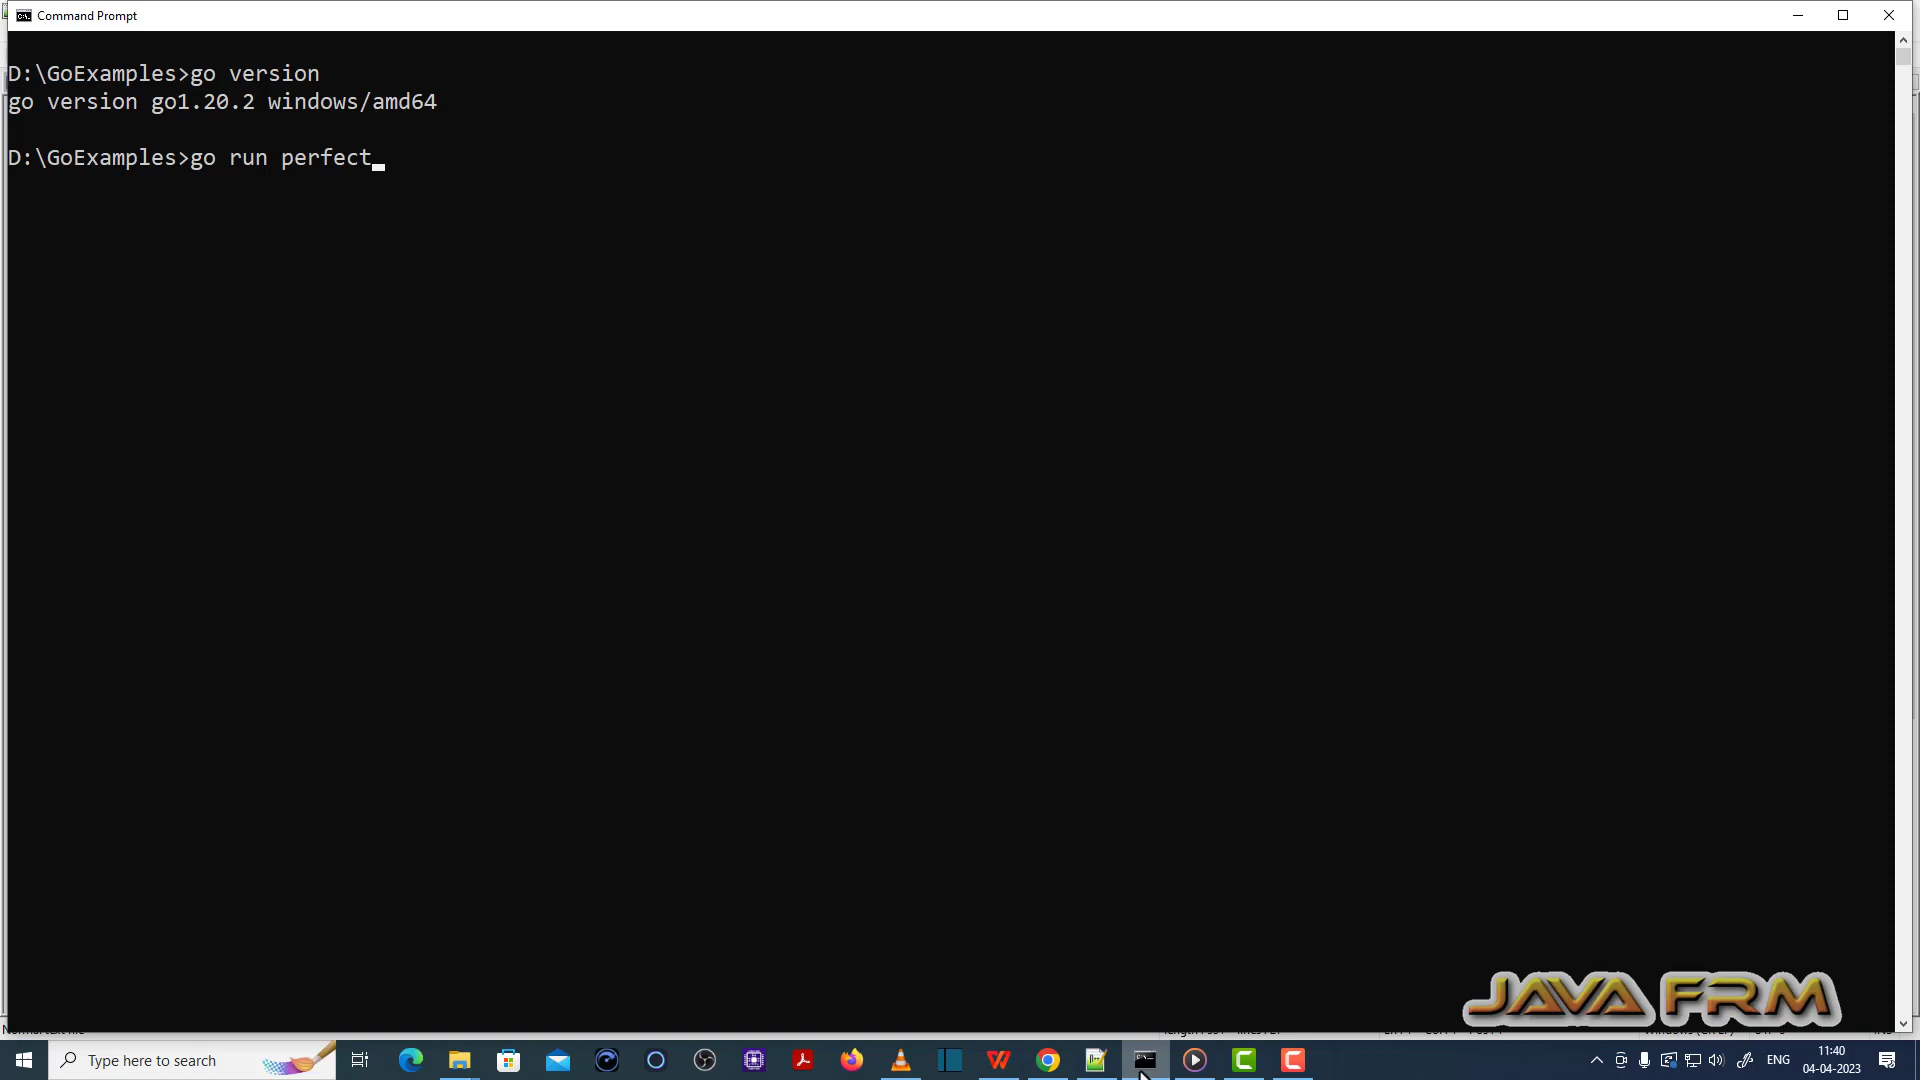 Command Prompt
D:\GoExamples>go version
go version go1.20.2 windows/amd64
D:\GoExamples>go run perfect
JAVA FRM
Type here to search
ENG
11:40
04-04-2023